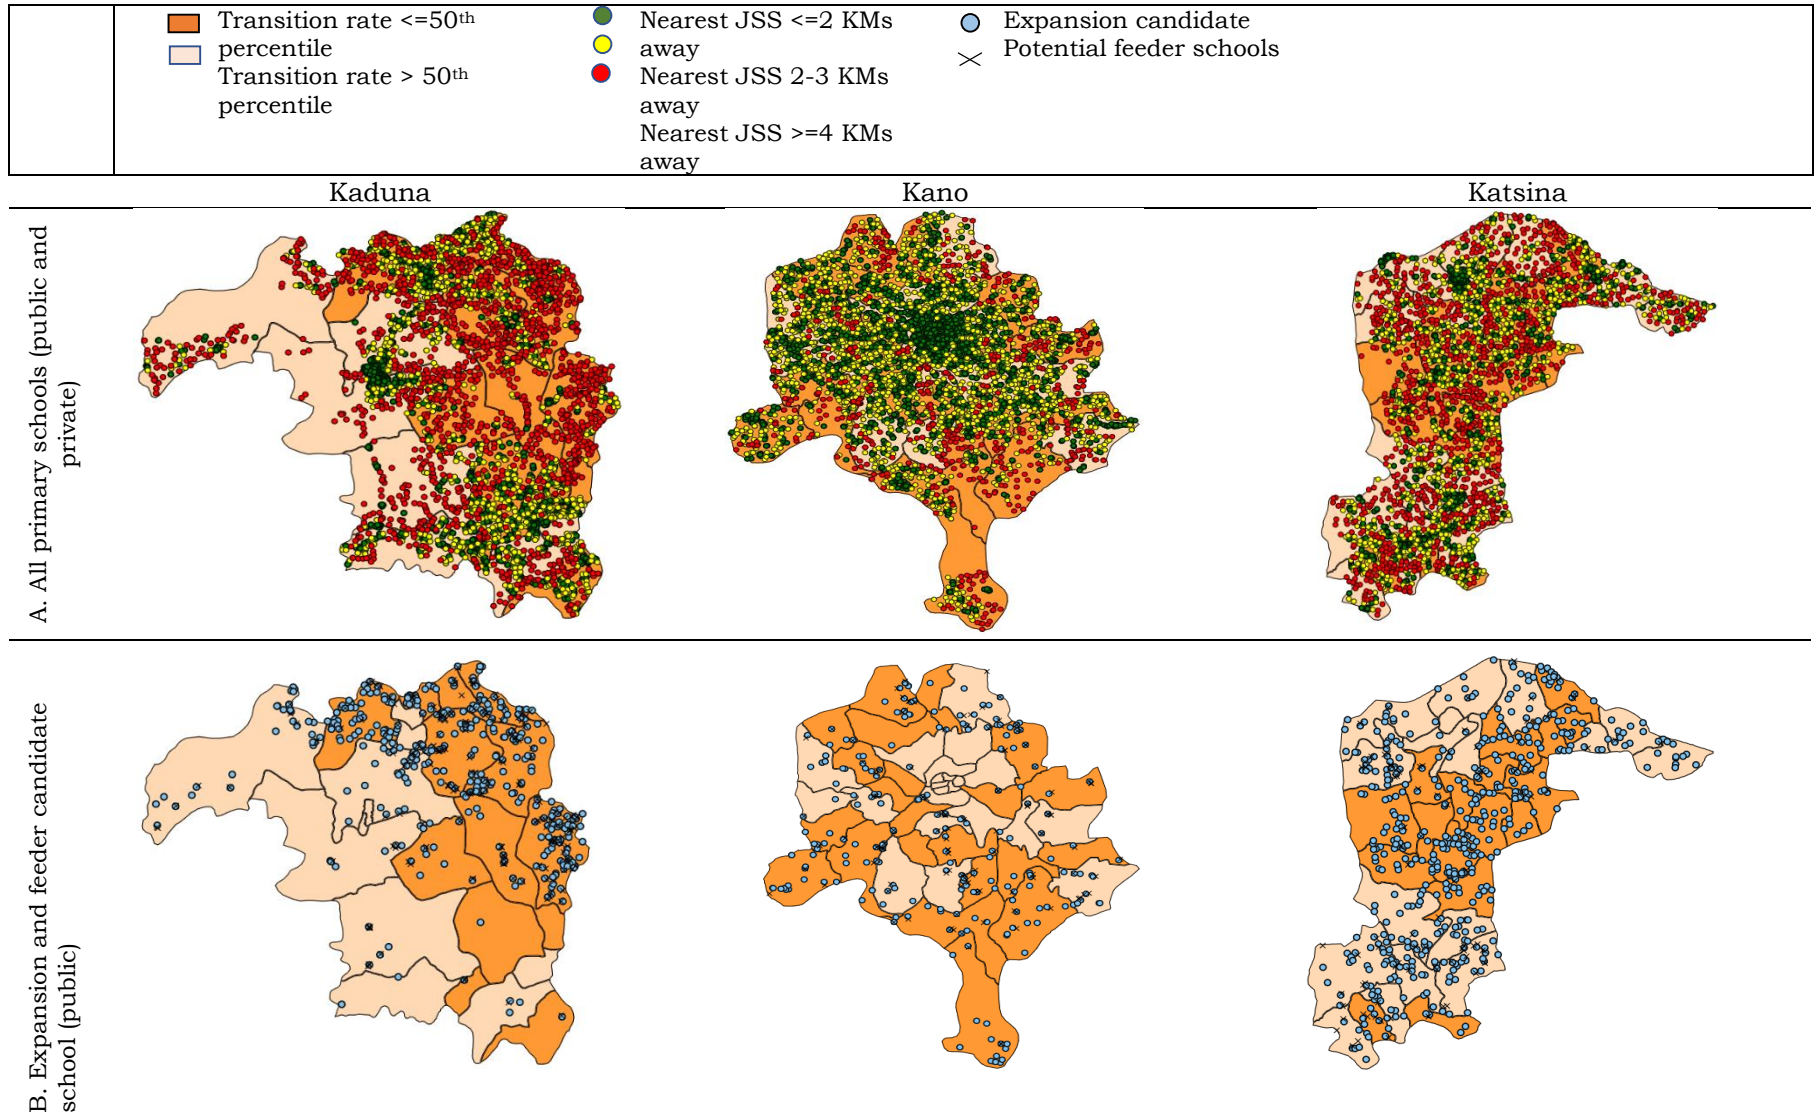 Transition rate <=50th
percentile
Transition rate > 50th
percentile
Nearest JSS <=2 KMs
away
Nearest JSS 2-3 KMs
away
Nearest JSS >=4 KMs
away
Expansion candidate
Potential feeder schools
Kaduna
Kano
Katsina
A. All primary schools (public and
private)
B. Expansion and feeder candidate
school (public)